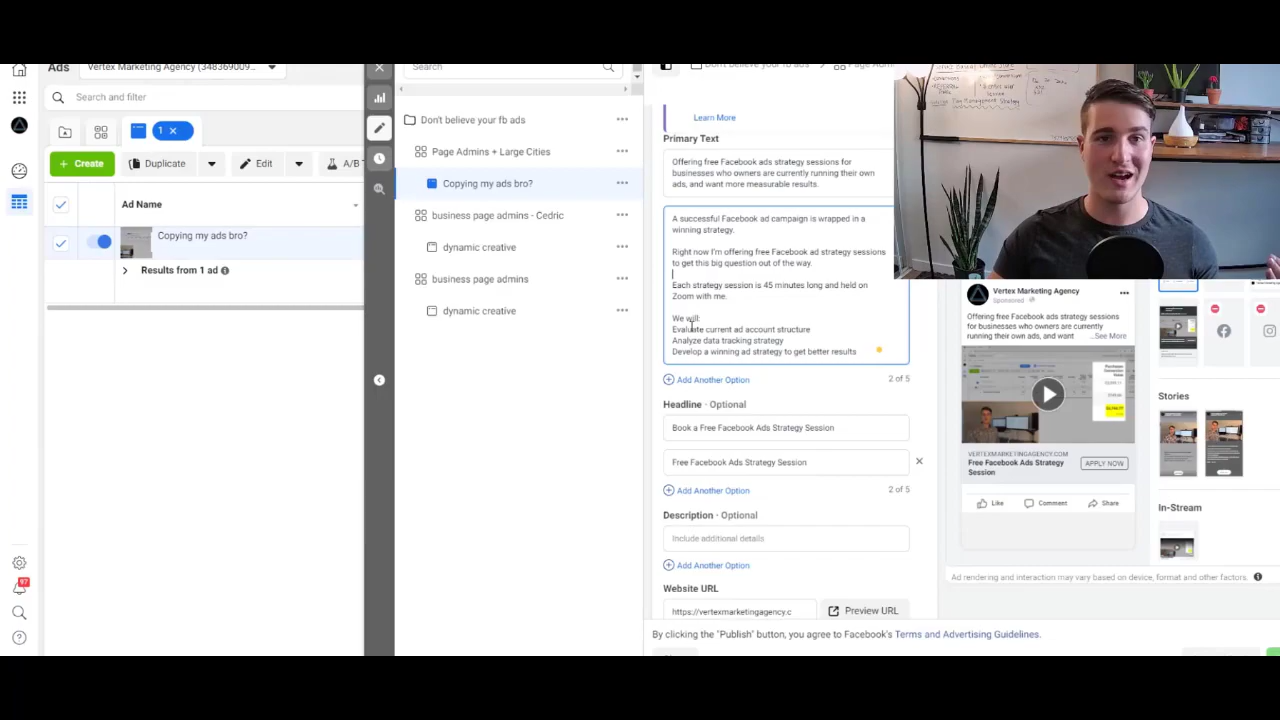 Ads
Vertex Marketing Agency (348369009...
Search and filter
1 ×
+ Create
Duplicate
Edit
A/B T
Ad Name
Copying my ads bro?
Results from 1 ad
97
Search
Don't believe your fb ads
Page Admins + Large Cities
Copying my ads bro?
business page admins - Cedric
dynamic creative
business page admins
dynamic creative
Don't believe your fb ads
Page Admin
Learn More
Primary Text
Offering free Facebook ads strategy sessions for
businesses who owners are currently running their own
ads, and want more measurable results.
A successful Facebook ad campaign is wrapped in a
winning strategy.
Right now I'm offering free Facebook ad strategy sessions
to get this big question out of the way.
Each strategy session is 45 minutes long and held on
Zoom with me.
We will:
Evaluate current ad account structure
Analyze data tracking strategy
Develop a winning ad strategy to get better results
Add Another Option
2 of 5
Headline · Optional
Book a Free Facebook Ads Strategy Session
Free Facebook Ads Strategy Session
Add Another Option
2 of 5
Description · Optional
Include additional details
Add Another Option
Website URL
https://vertexmarketingagency.c
Preview URL
By clicking the "Publish" button, you agree to Facebook's Terms and Advertising Guidelines.
Vertex Marketing Agency
Sponsored
Offering free Facebook ads strategy sessions
for businesses who owners are currently
running their own ads, and want ...See More
VERTEXMARKETINGAGENCY.COM
Free Facebook Ads Strategy
Session
APPLY NOW
Like
Comment
Share
Stories
In-Stream
Ad rendering and interaction may vary based on device, format and other factors.